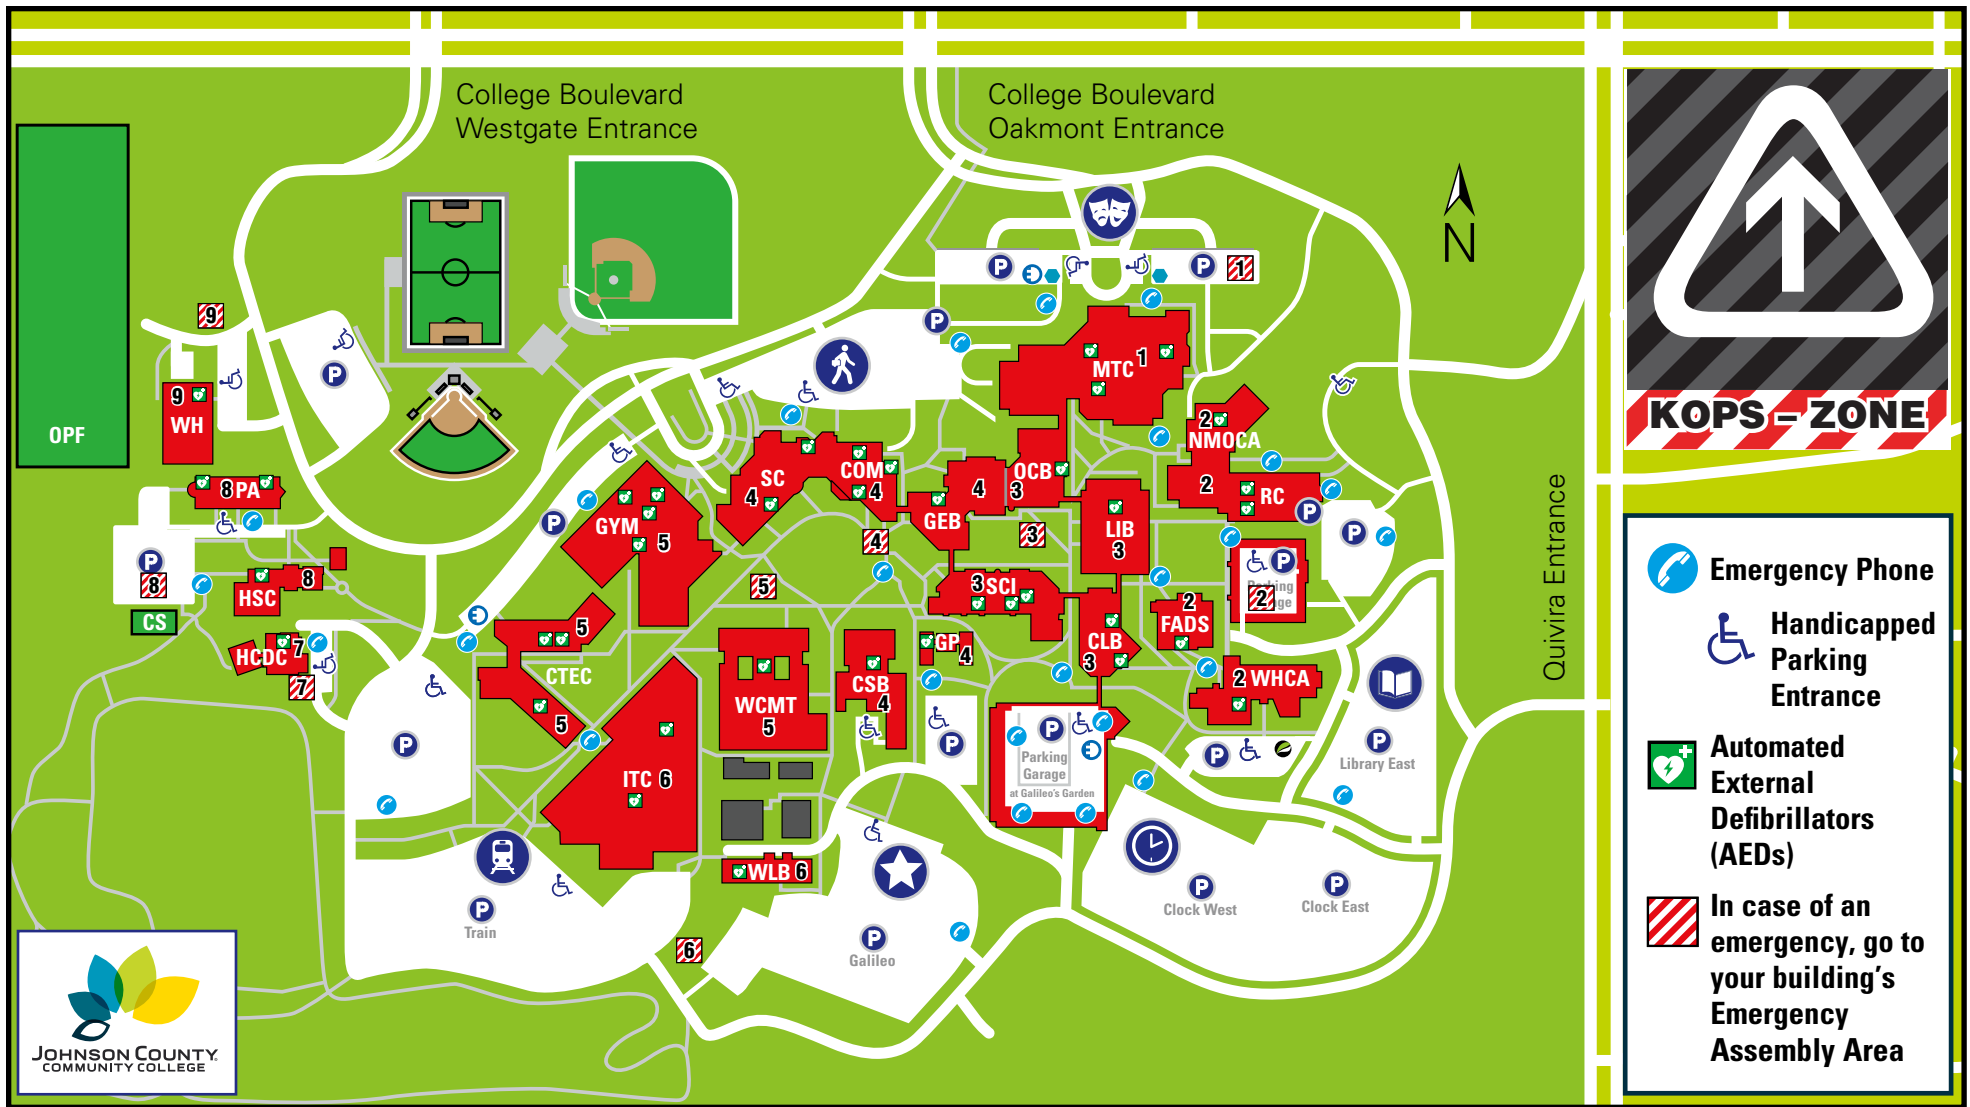 College Boulevard
Westgate Entrance
College Boulevard
Oakmont Entrance
N
KOPS – ZONE
Quivira Entrance
OPF
9
9
WH
8 PA
P
8
HSC
8
CS
HCDC 7
7
P
P
GYM
5
SC
4
COM
4
4
GEB
4
OCB
3
3
MTC 1
P
P
P
1
2
NMOCA
2
RC
P
P
LIB
3
3 SCI
5
5
CTEC
5
WCMT
5
CSB
4
GP
4
CLB
3
2
FADS
P
Parking
Garage
2
2 WHCA
P
ITC 6
WLB 6
6
P
P
Parking
Garage
at Galileo's Garden
P
P
Library East
P
Train
P
Galileo
P
Clock West
P
Clock East
Emergency Phone
Handicapped
Parking
Entrance
Automated
External
Defibrillators
(AEDs)
In case of an
emergency, go to
your building's
Emergency
Assembly Area
JOHNSON COUNTY
COMMUNITY COLLEGE